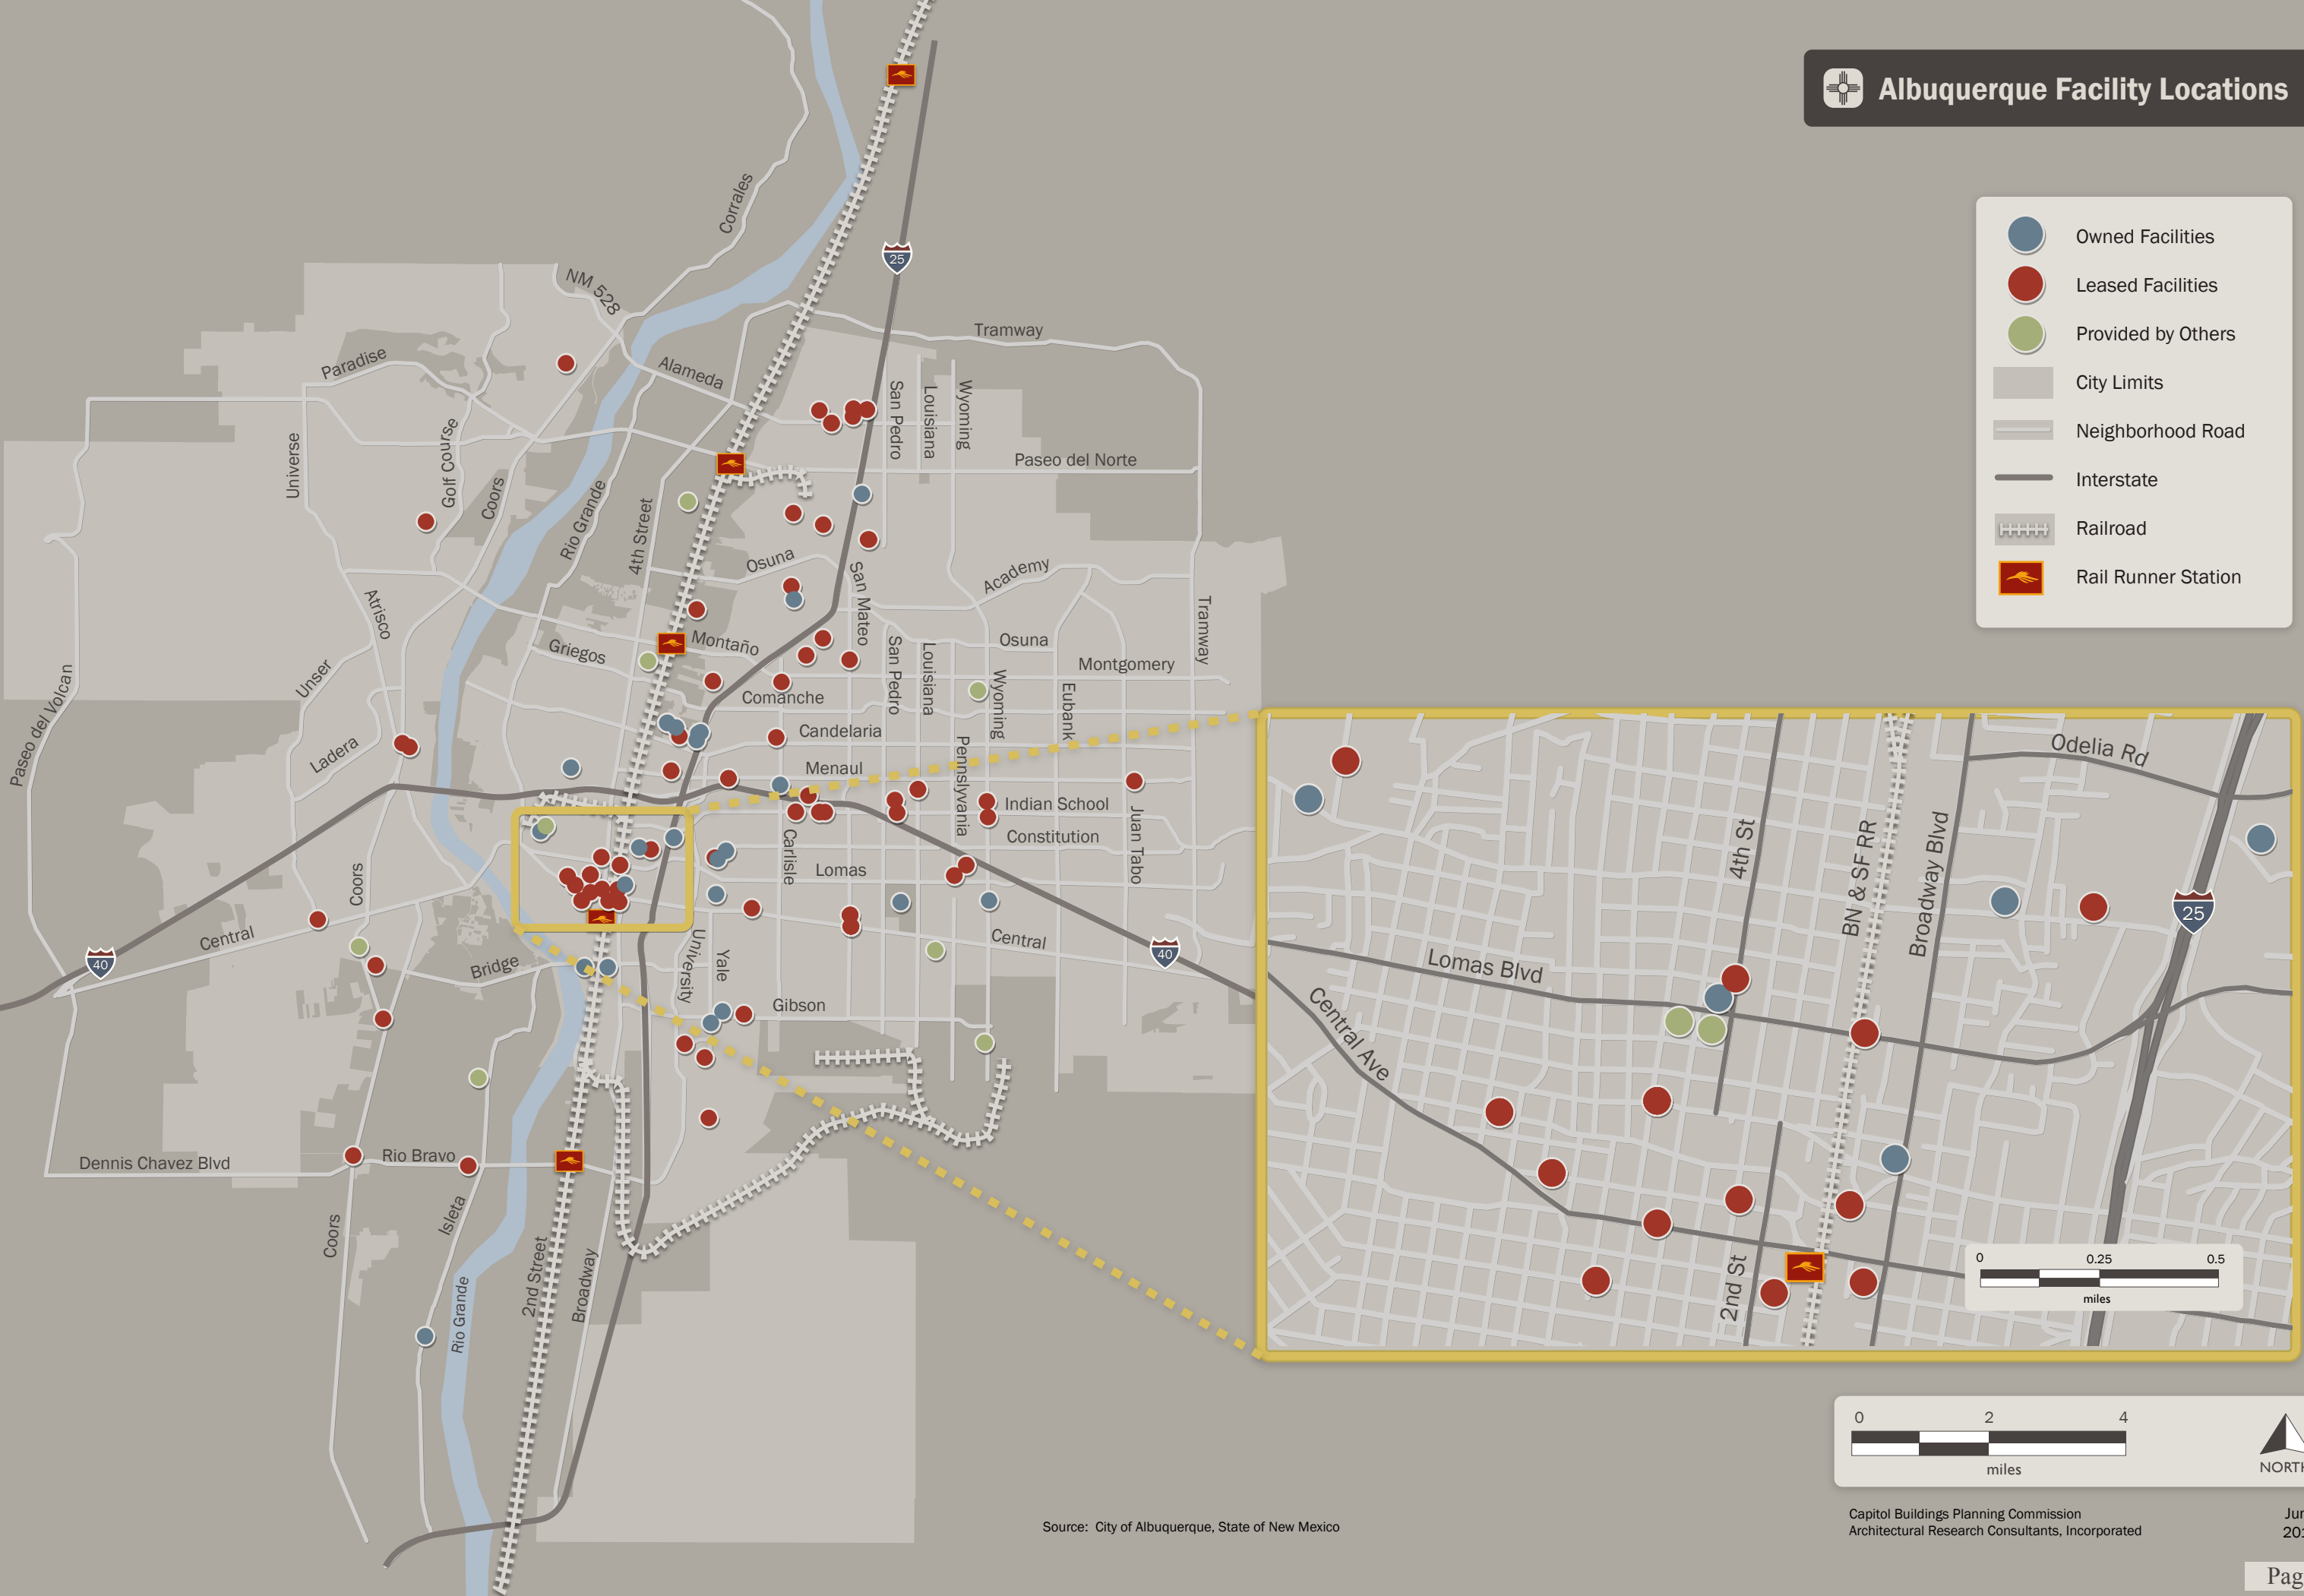 Albuquerque Facility Locations
Owned Facilities
Leased Facilities
Provided by Others
City Limits
Neighborhood Road
Interstate
Railroad
Rail Runner Station
Corrales
25
NM 528
Tramway
Paradise
Alameda
San Pedro
Louisiana
Wyoming
Universe
Golf Course
Coors
Rio Grande
4th Street
Paseo del Norte
Osuna
San Mateo
Academy
Atrisco
Tramway
Griegos
Montaño
San Pedro
Louisiana
Osuna
Montgomery
Unser
Wyoming
Eubank
Comanche
Paseo del Volcan
Ladera
Candelaria
Pennslyvania
Menaul
Indian School
Juan Tabo
Constitution
Carlisle
Lomas
Coors
Central
40
Bridge
University
Yale
Central
40
Gibson
Dennis Chavez Blvd
Rio Bravo
Isleta
Coors
2nd Street
Broadway
Rio Grande
Odelia Rd
4th St
BN & SF RR
Broadway Blvd
25
Lomas Blvd
Central Ave
2nd St
0 0.25 0.5
miles
0 2 4
miles
NORTH
Source: City of Albuquerque, State of New Mexico
Capitol Buildings Planning Commission
Architectural Research Consultants, Incorporated